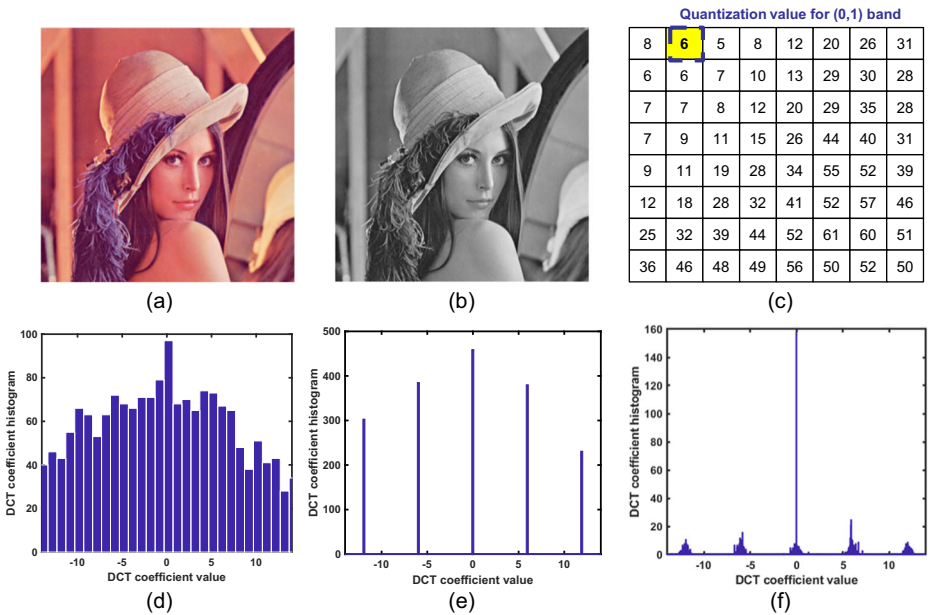 Quantization value for (0,1) band
8 6 5 8 12 20 26 31
6 6 7 10 13 29 30 28
7 7 8 12 20 29 35 28
7 9 11 15 26 44 40 31
9 11 19 28 34 55 52 39
12 18 28 32 41 52 57 46
25 32 39 44 52 61 60 51
36 46 48 49 56 50 52 50
(a)
(b)
(c)
DCT coefficient histogram
100
80
60
40
20
0
-10 -5 0 5 10
DCT coefficient value
(d)
DCT coefficient histogram
500
400
300
200
100
0
-10 -5 0 5 10
DCT coefficient value
(e)
DCT coefficient histogram
160
140
120
100
80
60
40
20
0
-10 -5 0 5 10
DCT coefficient value
(f)